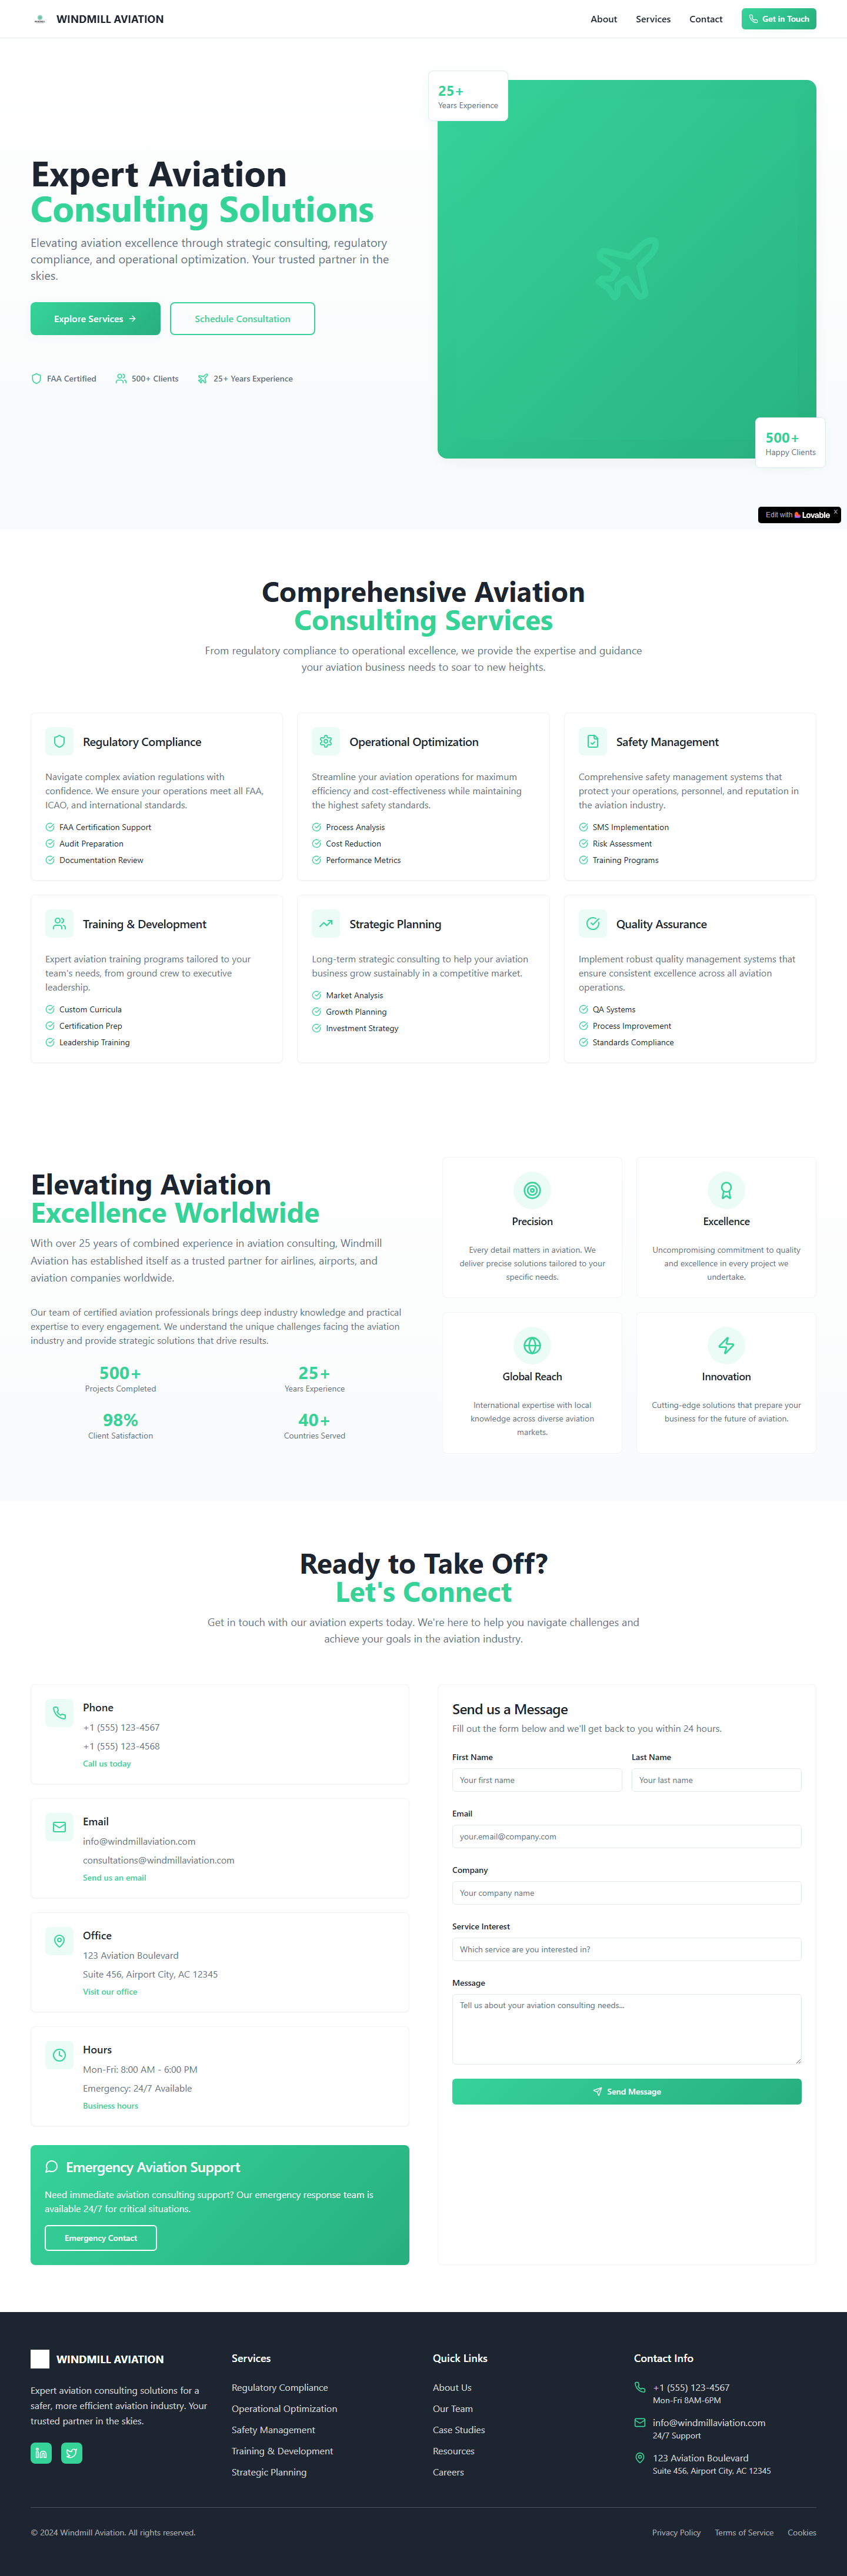 WINDMILL AVIATION
About
Services
Contact
Get in Touch
25+
Years Experience
Expert Aviation
Consulting Solutions
Elevating aviation excellence through strategic consulting, regulatory
compliance, and operational optimization. Your trusted partner in the
skies.
Explore Services
Schedule Consultation
FAA Certified
500+ Clients
25+ Years Experience
500+
Happy Clients
Edit with Lovable
Comprehensive Aviation
Consulting Services
From regulatory compliance to operational excellence, we provide the expertise and guidance
your aviation business needs to soar to new heights.
Regulatory Compliance
Navigate complex aviation regulations with
confidence. We ensure your operations meet all FAA,
ICAO, and international standards.
FAA Certification Support
Audit Preparation
Documentation Review
Operational Optimization
Streamline your aviation operations for maximum
efficiency and cost-effectiveness while maintaining
the highest safety standards.
Process Analysis
Cost Reduction
Performance Metrics
Safety Management
Comprehensive safety management systems that
protect your operations, personnel, and reputation in
the aviation industry.
SMS Implementation
Risk Assessment
Training Programs
Training & Development
Expert aviation training programs tailored to your
team's needs, from ground crew to executive
leadership.
Custom Curricula
Certification Prep
Leadership Training
Strategic Planning
Long-term strategic consulting to help your aviation
business grow sustainably in a competitive market.
Market Analysis
Growth Planning
Investment Strategy
Quality Assurance
Implement robust quality management systems that
ensure consistent excellence across all aviation
operations.
QA Systems
Process Improvement
Standards Compliance
Elevating Aviation
Excellence Worldwide
With over 25 years of combined experience in aviation consulting, Windmill
Aviation has established itself as a trusted partner for airlines, airports, and
aviation companies worldwide.
Our team of certified aviation professionals brings deep industry knowledge and practical
expertise to every engagement. We understand the unique challenges facing the aviation
industry and provide strategic solutions that drive results.
500+
Projects Completed
25+
Years Experience
98%
Client Satisfaction
40+
Countries Served
Precision
Every detail matters in aviation. We
deliver precise solutions tailored to your
specific needs.
Excellence
Uncompromising commitment to quality
and excellence in every project we
undertake.
Global Reach
International expertise with local
knowledge across diverse aviation
markets.
Innovation
Cutting-edge solutions that prepare your
business for the future of aviation.
Ready to Take Off?
Let's Connect
Get in touch with our aviation experts today. We're here to help you navigate challenges and
achieve your goals in the aviation industry.
Phone
+1 (555) 123-4567
+1 (555) 123-4568
Call us today
Email
info@windmillaviation.com
consultations@windmillaviation.com
Send us an email
Office
123 Aviation Boulevard
Suite 456, Airport City, AC 12345
Visit our office
Hours
Mon-Fri: 8:00 AM - 6:00 PM
Emergency: 24/7 Available
Business hours
Emergency Aviation Support
Need immediate aviation consulting support? Our emergency response team is
available 24/7 for critical situations.
Emergency Contact
Send us a Message
Fill out the form below and we'll get back to you within 24 hours.
First Name
Last Name
Your first name
Your last name
Email
your.email@company.com
Company
Your company name
Service Interest
Which service are you interested in?
Message
Tell us about your aviation consulting needs...
Send Message
WINDMILL AVIATION
Expert aviation consulting solutions for a
safer, more efficient aviation industry. Your
trusted partner in the skies.
Services
Regulatory Compliance
Operational Optimization
Safety Management
Training & Development
Strategic Planning
Quick Links
About Us
Our Team
Case Studies
Resources
Careers
Contact Info
+1 (555) 123-4567
Mon-Fri 8AM-6PM
info@windmillaviation.com
24/7 Support
123 Aviation Boulevard
Suite 456, Airport City, AC 12345
© 2024 Windmill Aviation. All rights reserved.
Privacy Policy
Terms of Service
Cookies